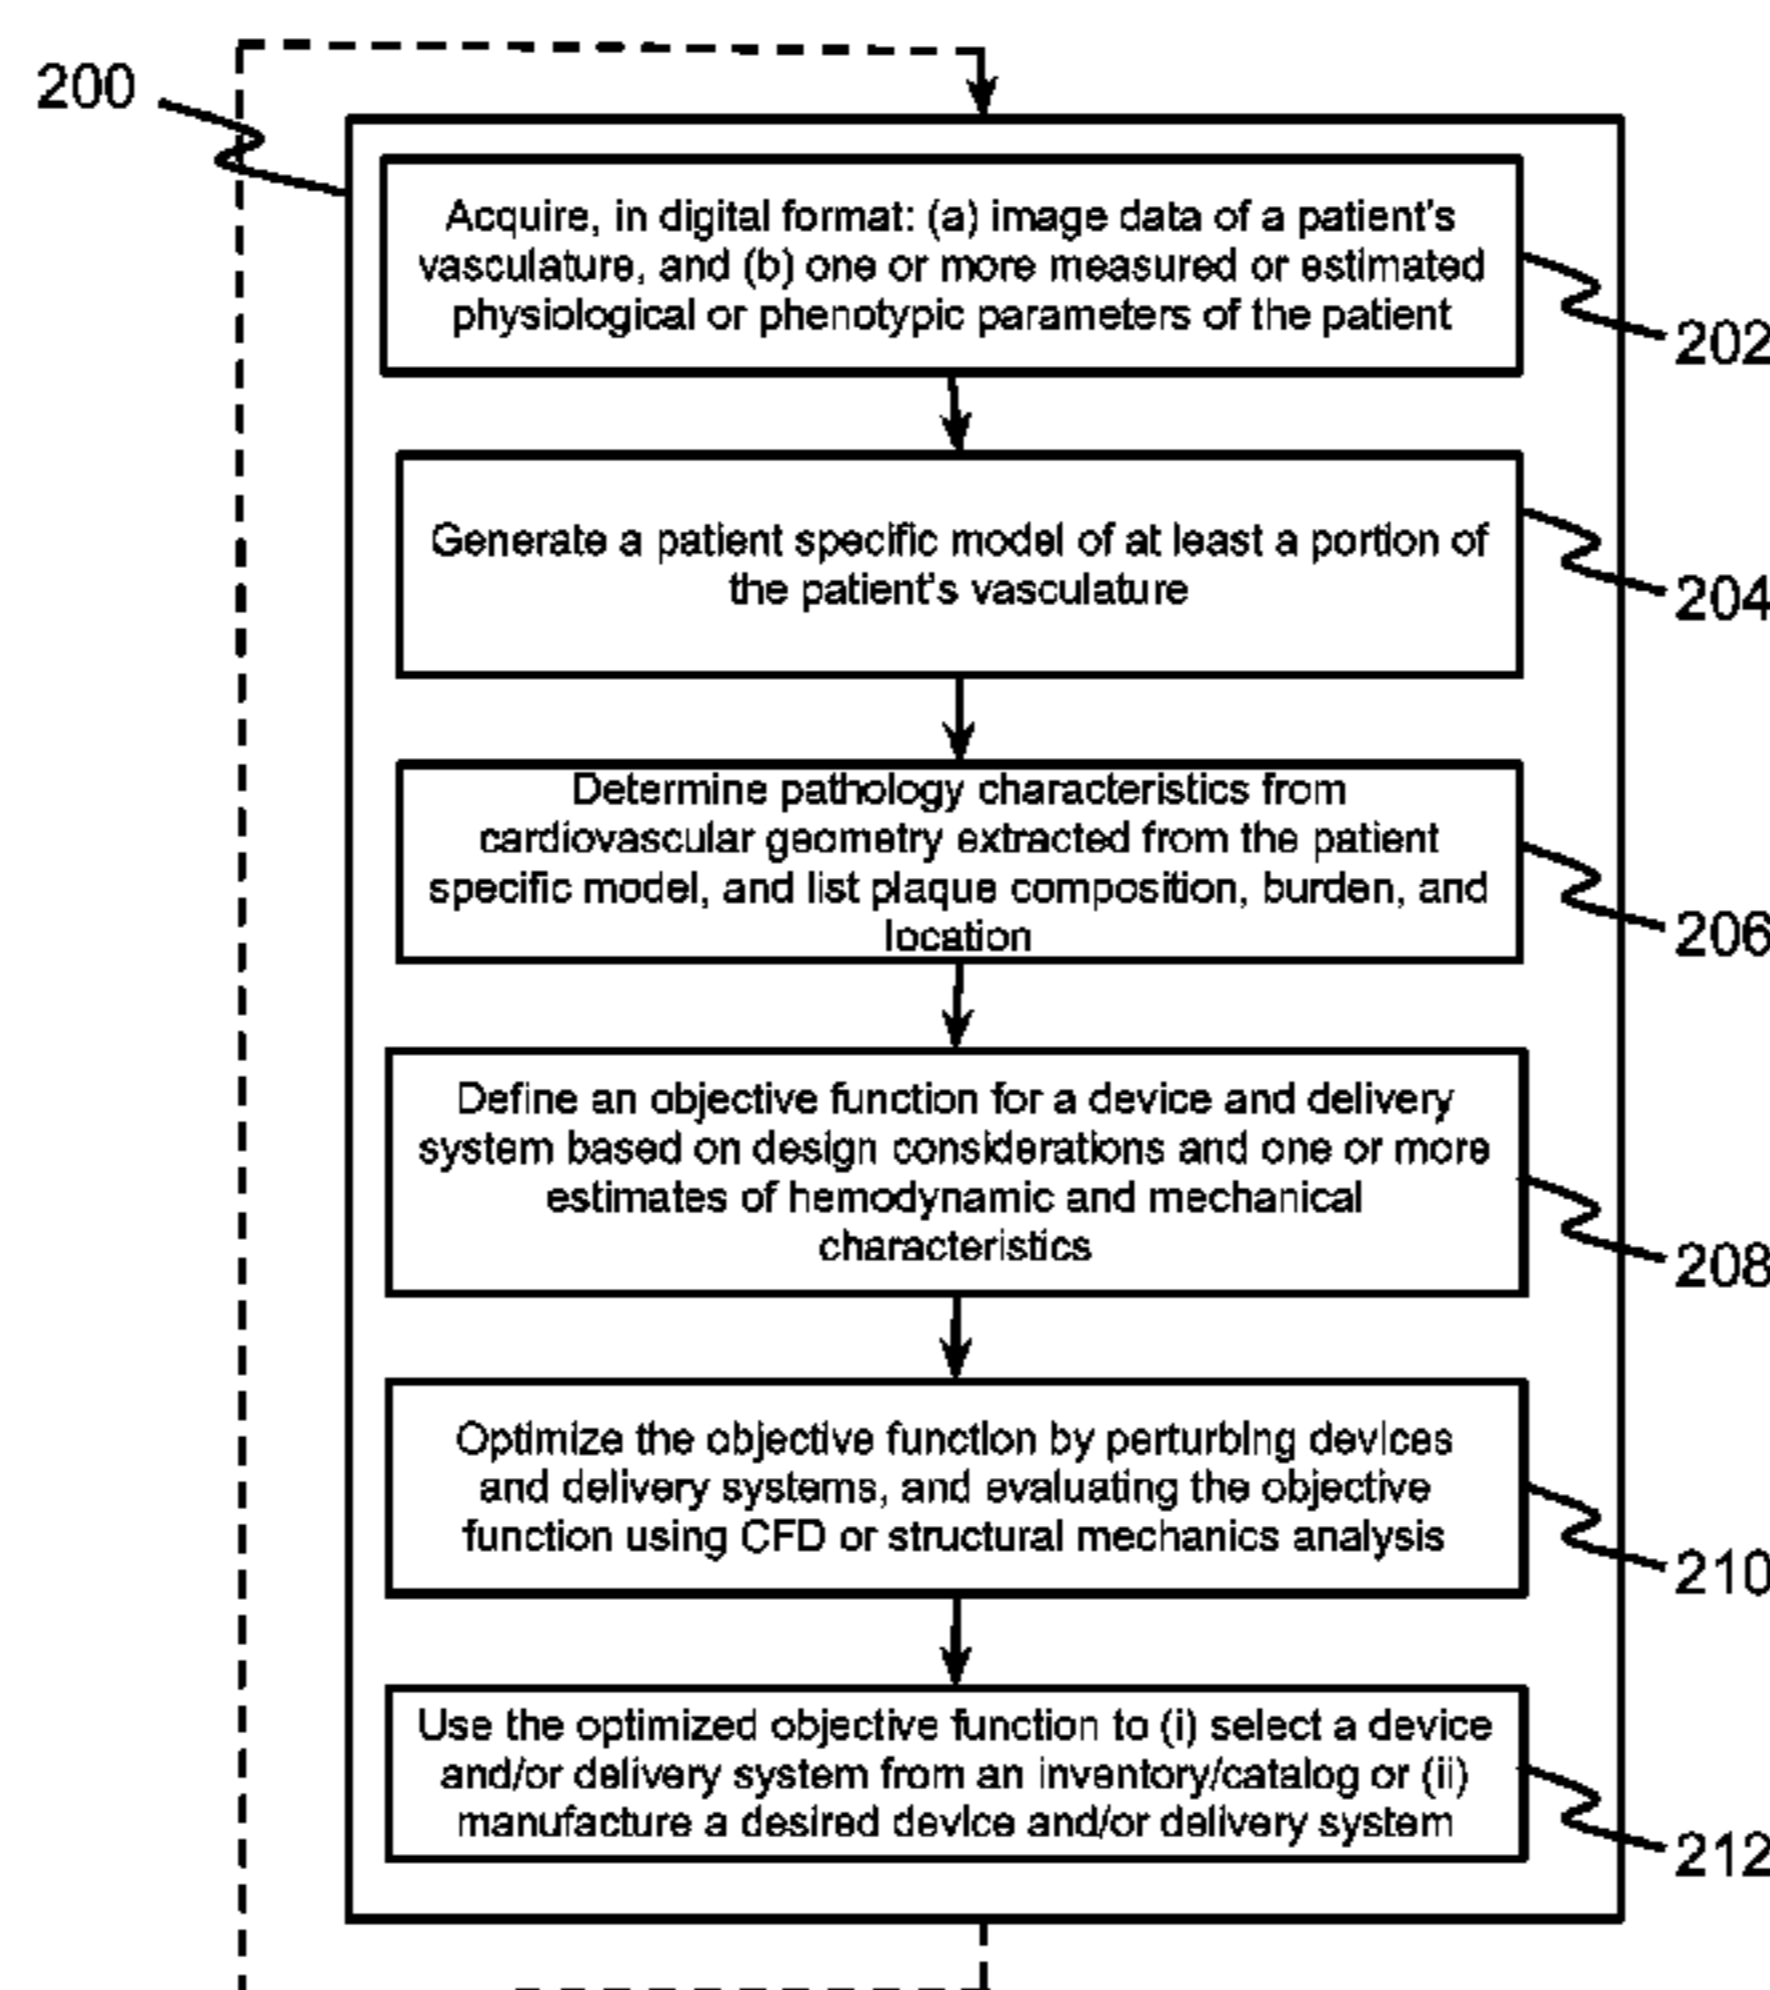 200
Acquire, in digital format: (a) image data of a patient's
vasculature, and (b) one or more measured or estimated
physiological or phenotypic parameters of the patient
202
Generate a patient specific model of at least a portion of
the patient's vasculature
204
Determine pathology characteristics from
cardiovascular geometry extracted from the patient
specific model, and list plaque composition, burden, and
location
206
Define an objective function for a device and delivery
system based on design considerations and one or more
estimates of hemodynamic and mechanical
characteristics
208
Optimize the objective function by perturbing devices
and delivery systems, and evaluating the objective
function using CFD or structural mechanics analysis
210
Use the optimized objective function to (i) select a device
and/or delivery system from an inventory/catalog or (ii)
manufacture a desired device and/or delivery system
212